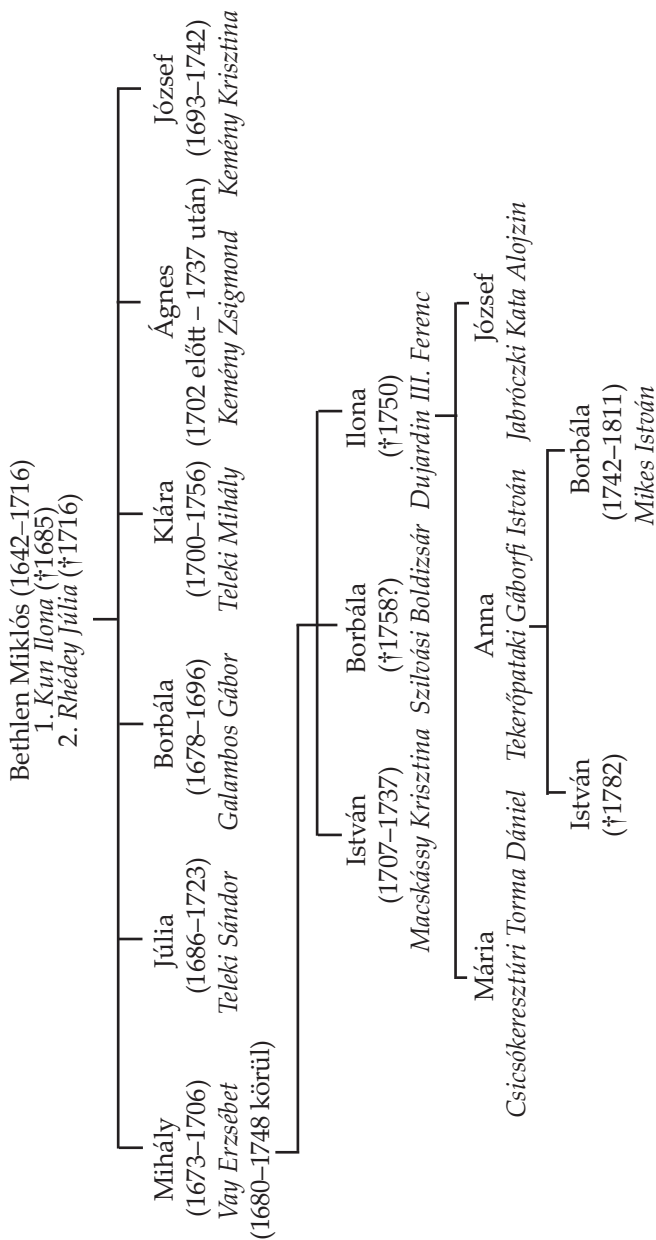 Bethlen Miklós (1642–1716)
1. Kun Ilona (†1685)
2. Rhédey Júlia (†1716)
Mihály
(1673–1706)
Vay Erzsébet
(1680–1748 körül)
Júlia
(1686–1723)
Teleki Sándor
Borbála
(1678–1696)
Galambos Gábor
Klára
(1700–1756)
Teleki Mihály
Ágnes
(1702 előtt – 1737 után)
Kemény Zsigmond
József
(1693–1742)
Kemény Krisztina
István
(1707–1737)
Macskássy Krisztina
Borbála
(†1758?)
Szilvási Boldizsár
Ilona
(†1750)
Dujardin III. Ferenc
Mária
Csicsókeresztúri Torma Dániel
Anna
Tekerőpataki Gáborfi István
József
Jabróczki Kata Alojzin
István
(†1782)
Borbála
(1742–1811)
Mikes István